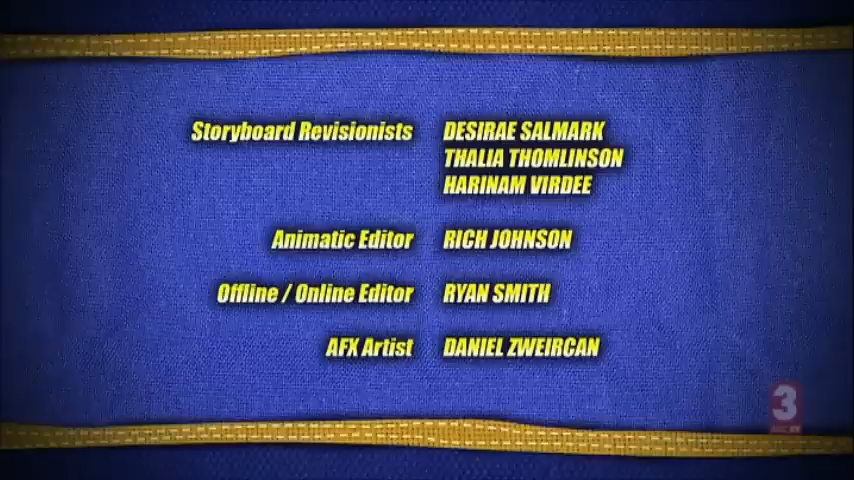 Storyboard Revisionists DESIRAE SALMARK
THALIA THOMLINSON
HARINAM VIRDEE
Animatic Editor RICH JOHNSON
Offline / Online Editor RYAN SMITH
AFX Artist DANIEL ZWEIRCAN
3